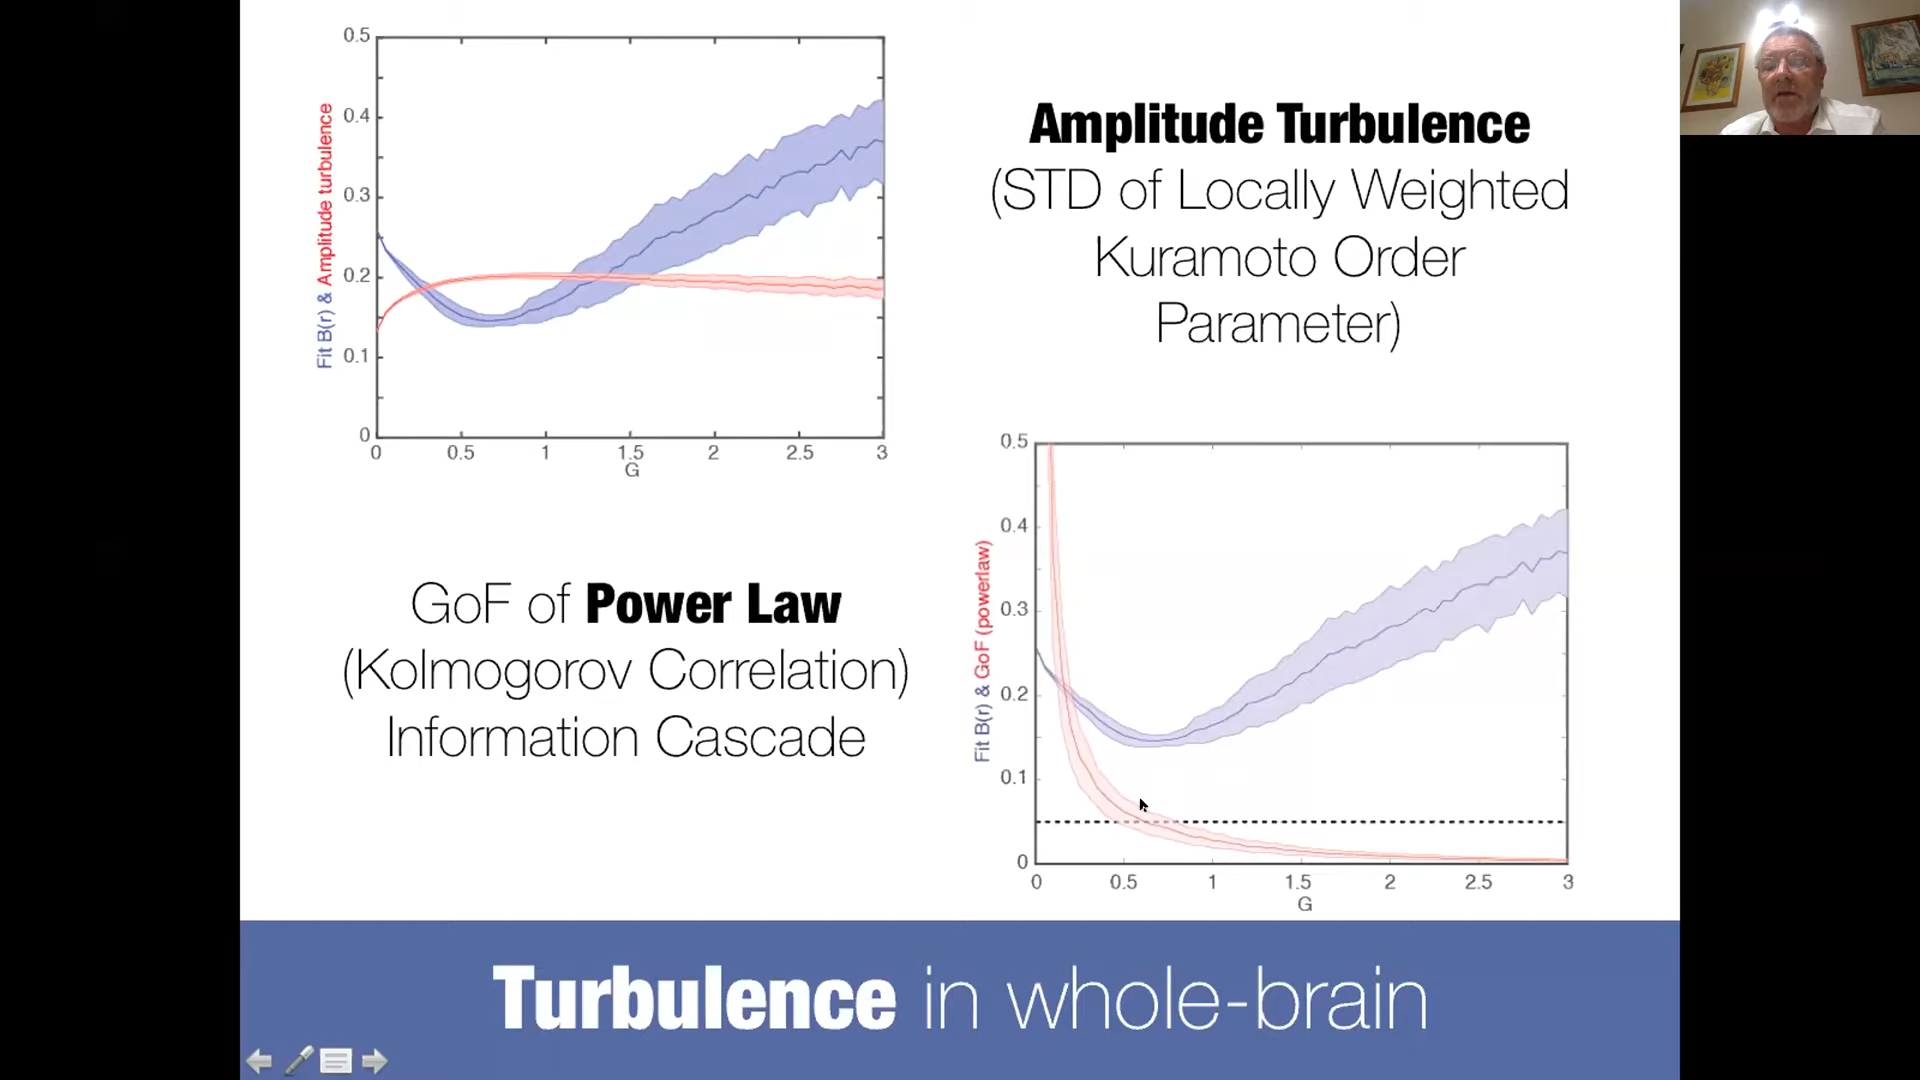 0.5
0.4
0.3
0.2
0.1
0
Fit B(r) & Amplitude turbulence
0 0.5 1 1.5 2 2.5 3
G
Amplitude Turbulence
(STD of Locally Weighted
Kuramoto Order
Parameter)
GoF of Power Law
(Kolmogorov Correlation)
Information Cascade
0.5
0.4
0.3
0.2
0.1
0
Fit B(r) & GoF (powerlaw)
0 0.5 1 1.5 2 2.5 3
G
Turbulence in whole-brain